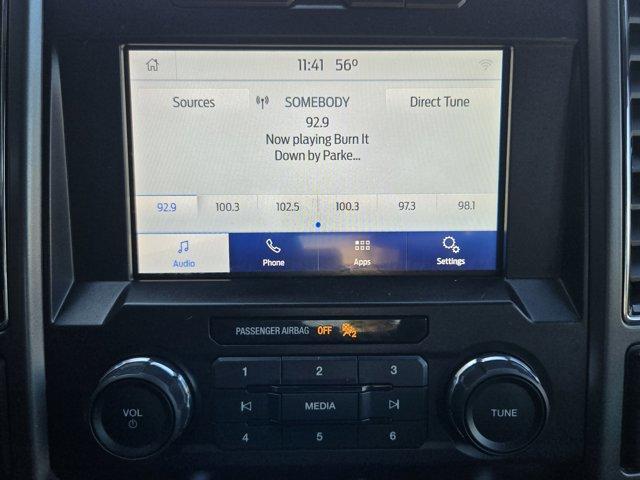 11:41 56º
Sources SOMEBODY Direct Tune
92.9
Now playing Burn It
Down by Parke...
92.9 100.3 102.5 100.3 97.3 98.1
Audio Phone Apps Settings
PASSENGER AIRBAG OFF 2
1 2 3
VOL MEDIA TUNE
4 5 6